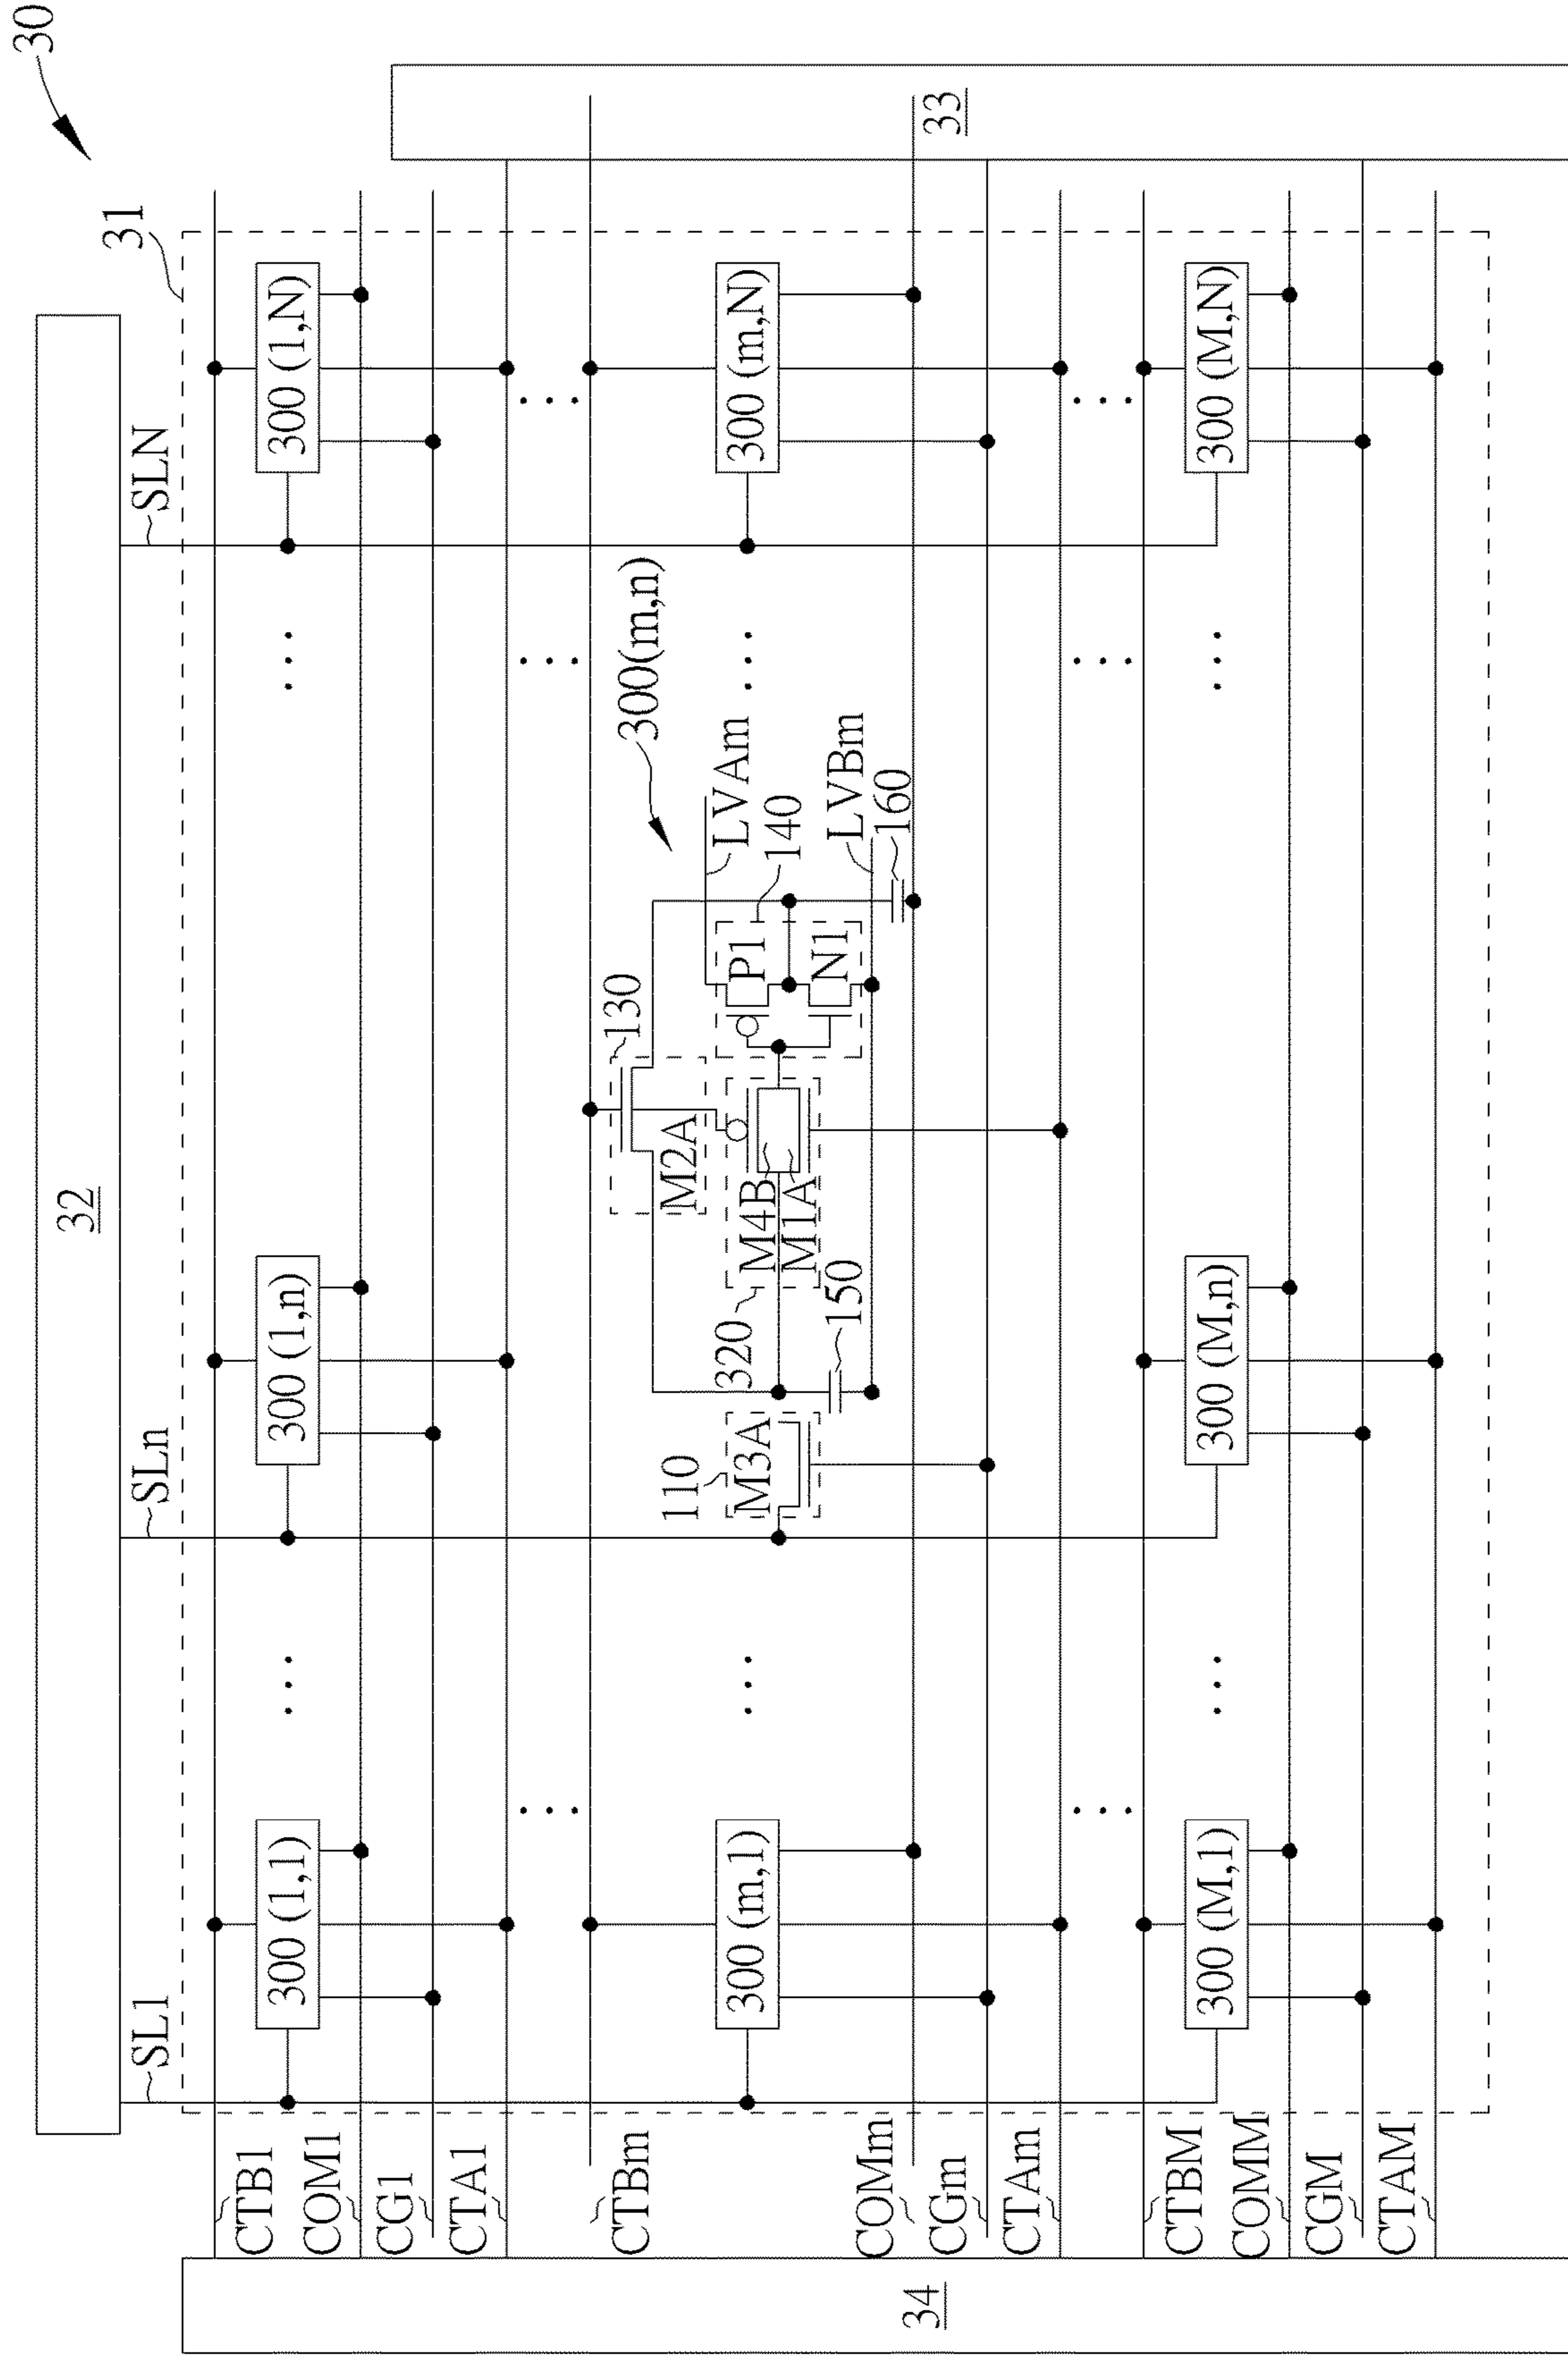 30
31
32
SL1
SLn
SLN
CTB1
300 (1,1)
300 (1,n)
300 (1,N)
COM1
CG1
CTA1
CTBm
300(m,n)
130
M2A
LVAm
140
110
M3A
320
M4B
M1A
P1
N1
300 (m,1)
300 (m,N)
150
LVBm
160
COMm
33
CGm
CTAm
CTBM
300 (M,1)
300 (M,n)
300 (M,N)
COMM
CGM
CTAM
34